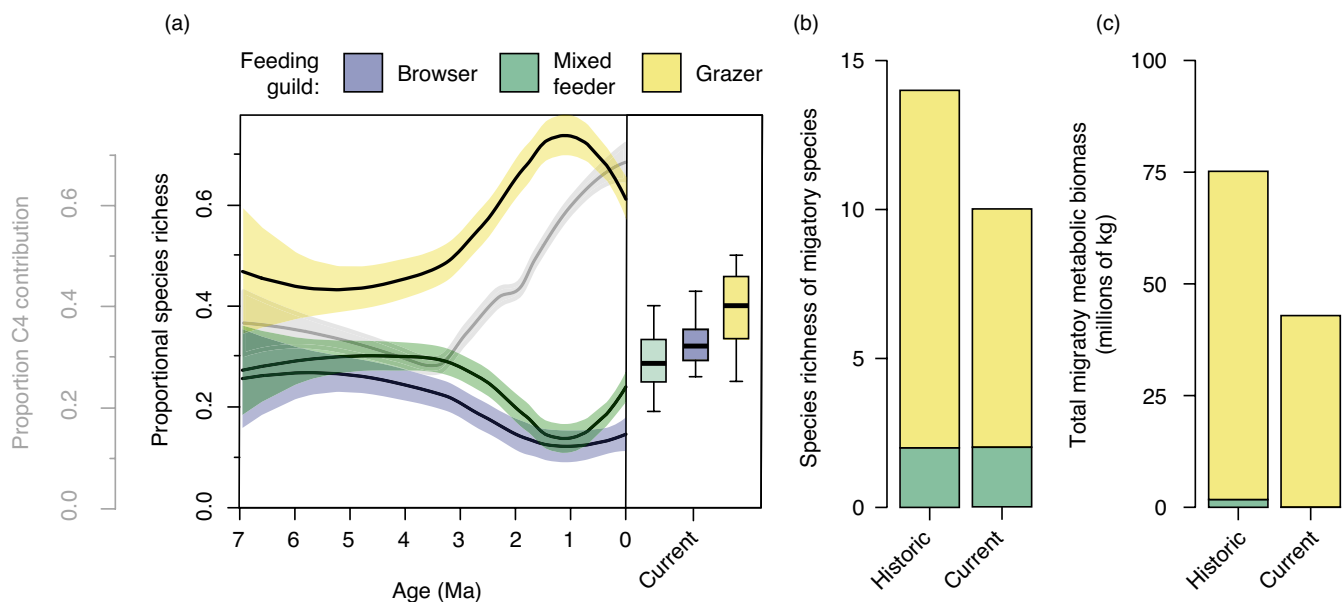 (a)
Feeding
guild:
Browser
Mixed
feeder
Grazer
Proportion C4 contribution
0.0
0.2
0.4
0.6
Proportional species richess
0.0
0.2
0.4
0.6
7
6
5
4
3
2
1
0
Current
Age (Ma)
(b)
Species richness of migatory species
0
5
10
15
Historic
Current
(c)
Total migratoy metabolic biomass
(millions of kg)
0
25
50
75
100
Historic
Current